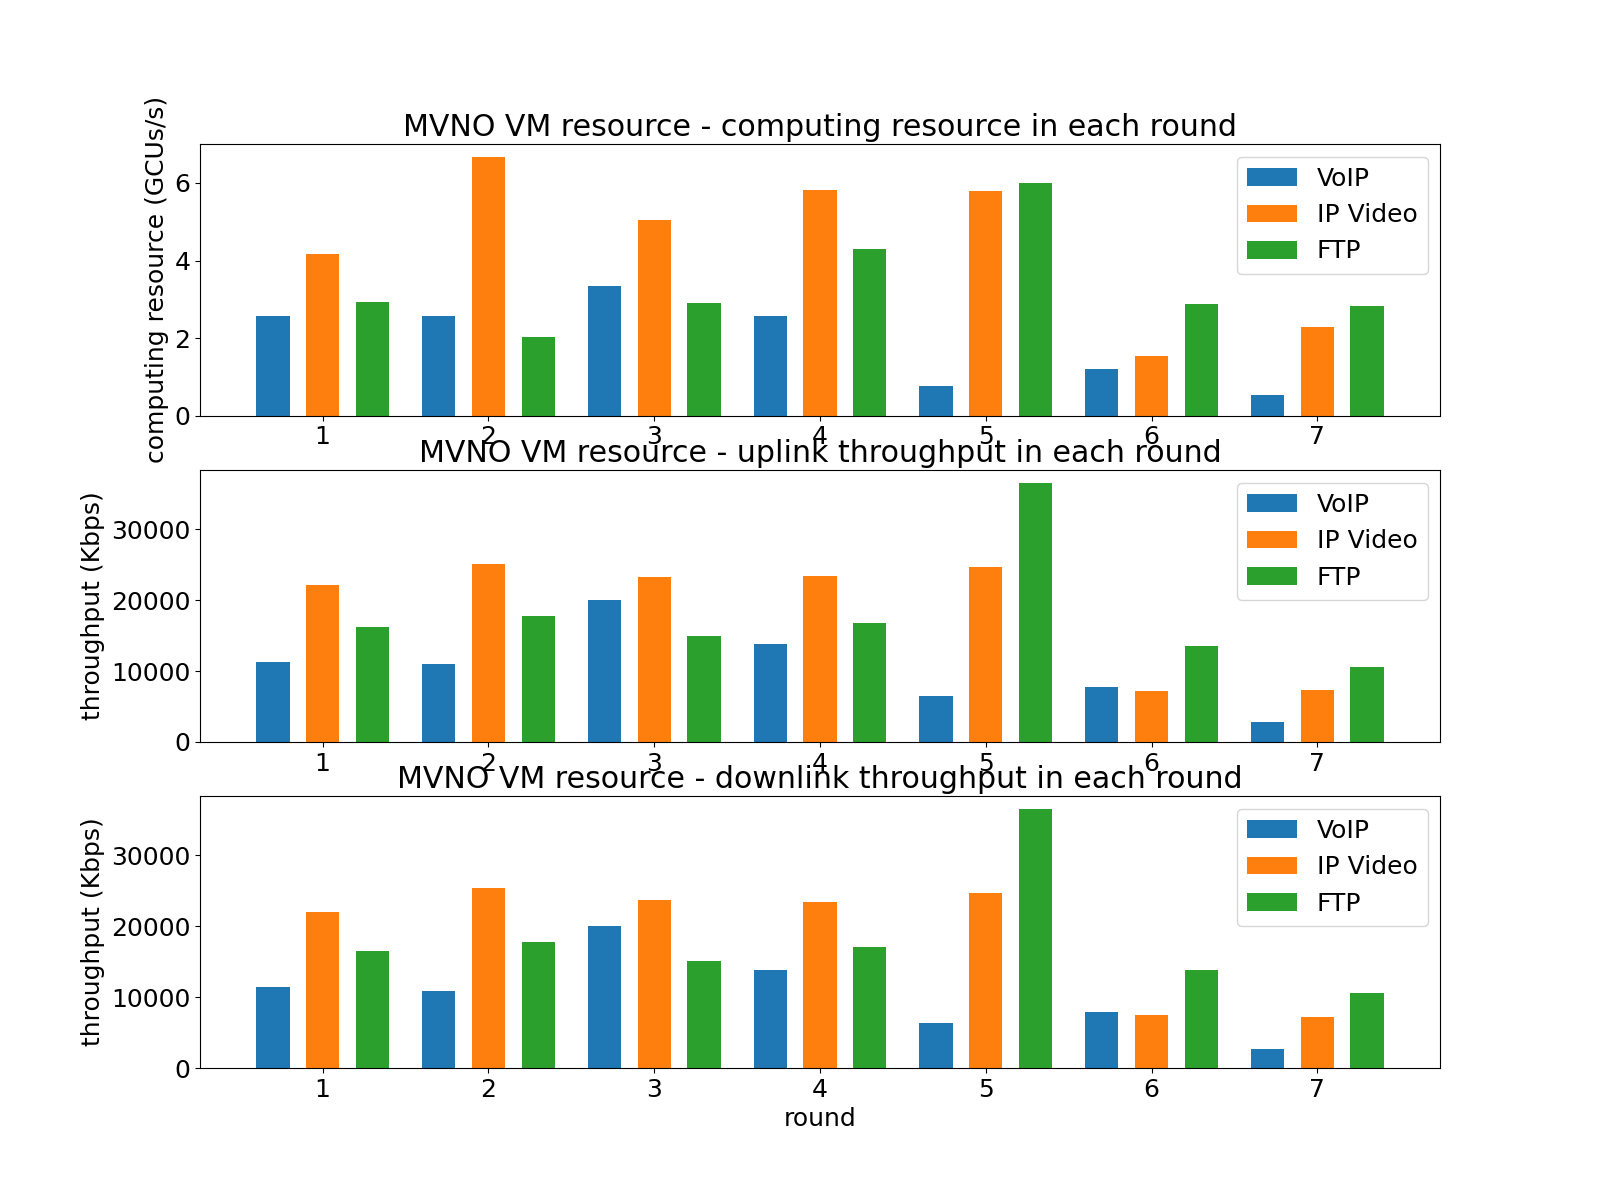 MVNO VM resource - computing resource in each round
computing resource (GCUs/s)
6
4
2
0
VoIP
IP Video
FTP
1 2 3 4 5 6 7
MVNO VM resource - uplink throughput in each round
throughput (Kbps)
30000
20000
10000
0
VoIP
IP Video
FTP
1 2 3 4 5 6 7
MVNO VM resource - downlink throughput in each round
throughput (Kbps)
30000
20000
10000
0
VoIP
IP Video
FTP
1 2 3 4 5 6 7
round